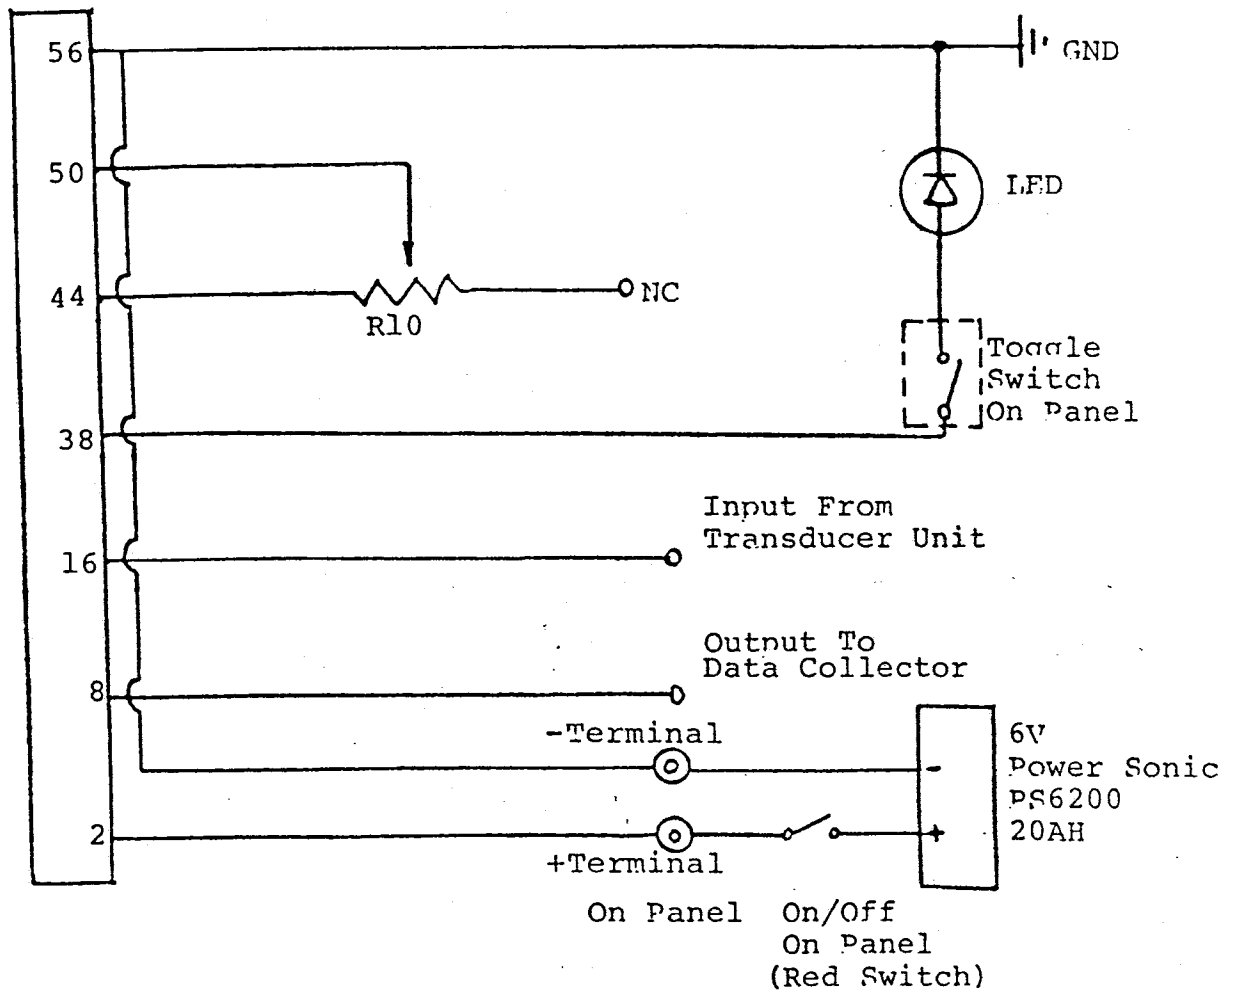 56
GND
50
LED
44
NC
R10
Toggle
Switch
On Panel
38
Input From
Transducer Unit
16
Output To
Data Collector
8
-Terminal
6V
Power Sonic
PS6200
20AH
-
2
+
+Terminal
On Panel
On/Off
On Panel
(Red Switch)